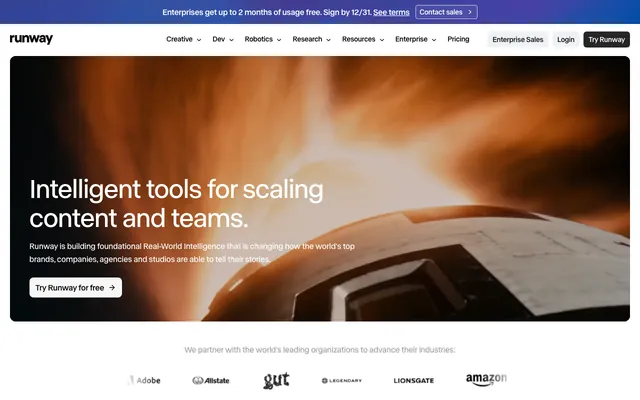 Enterprises get up to 2 months of usage free. Sign by 12/31. See terms
Contact sales
runway
Creative Dev Robotics Research Resources Enterprise Pricing
Enterprise Sales Login Try Runway
Intelligent tools for scaling
content and teams.
Runway is building foundational Real-World Intelligence that is changing how the world's top
brands, companies, agencies and studios are able to tell their stories.
Try Runway for free
We partner with the world's leading organizations to advance their industries.
Adobe Allstate gut LEGENDARY LIONSGATE amazon